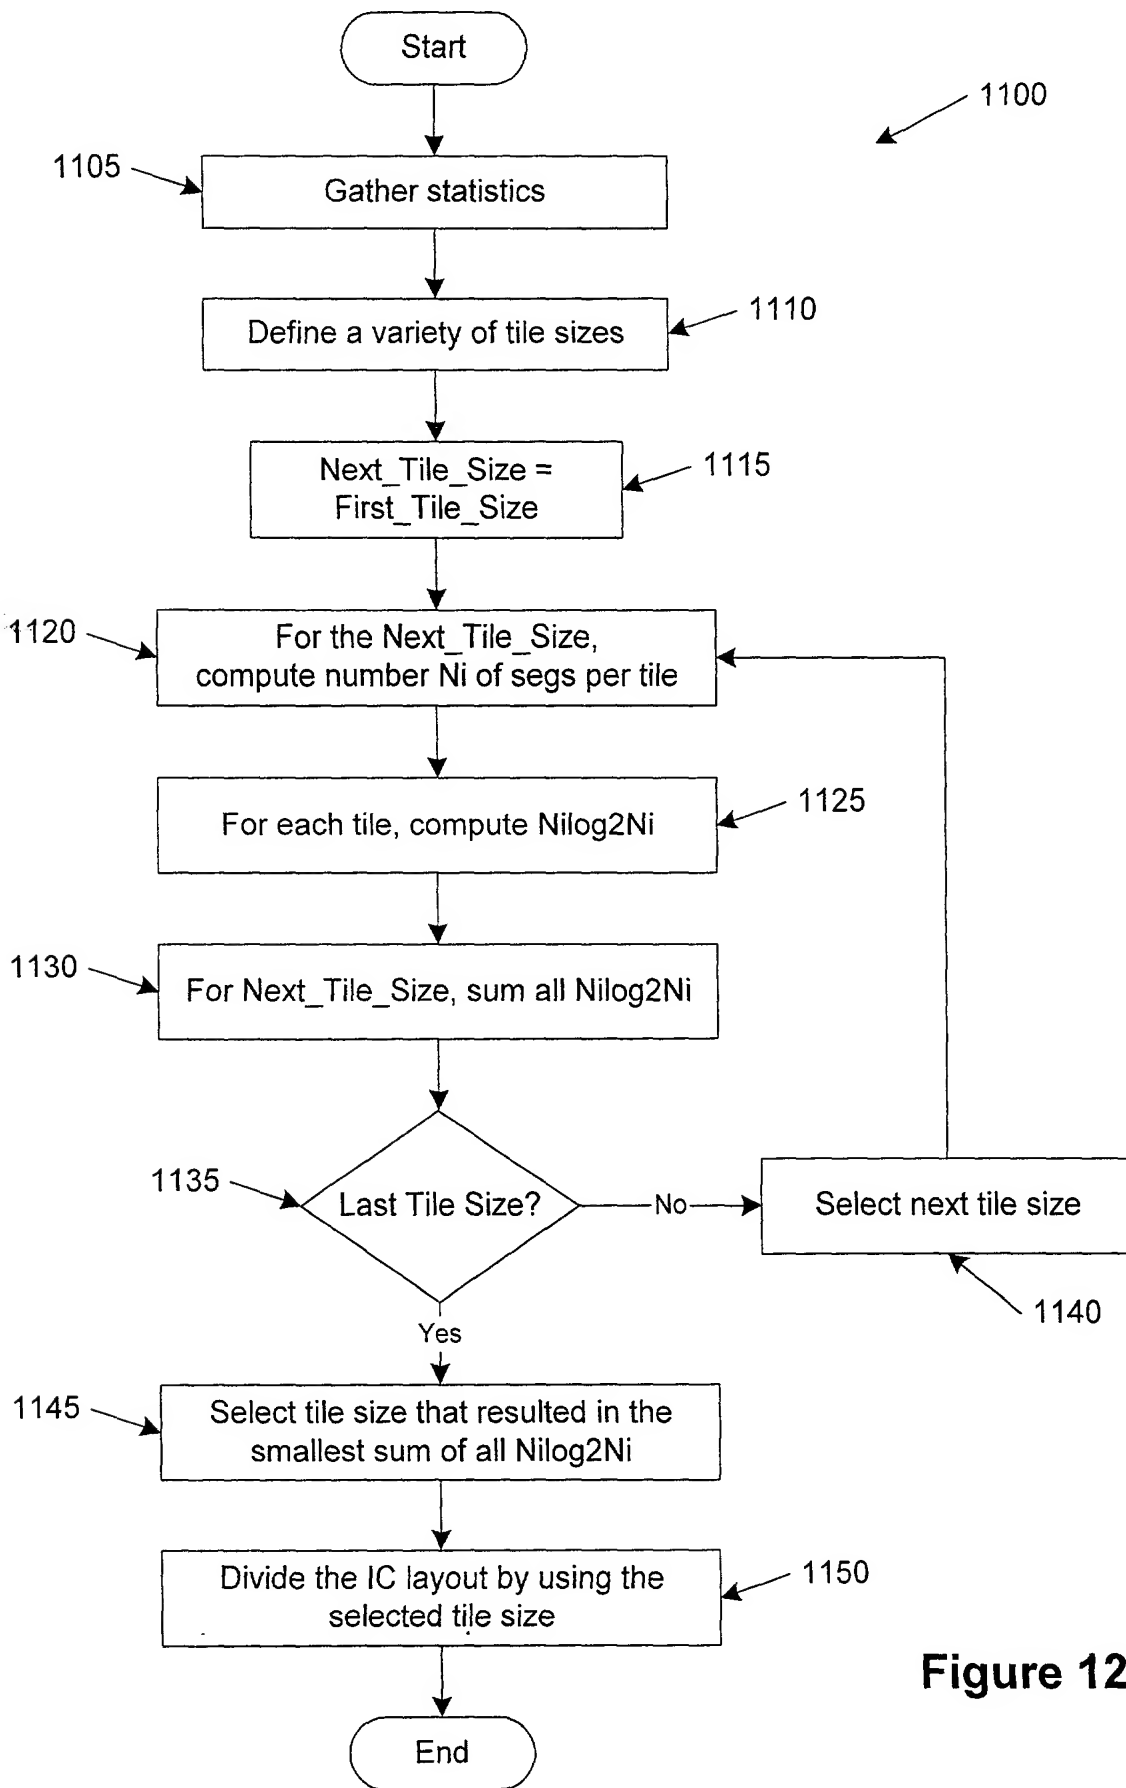 Start
1100
1105
Gather statistics
1110
Define a variety of tile sizes
1115
Next_Tile_Size =
First_Tile_Size
1120
For the Next_Tile_Size,
compute number Ni of segs per tile
1125
For each tile, compute Nilog2Ni
1130
For Next_Tile_Size, sum all Nilog2Ni
1135
Last Tile Size?
No
Select next tile size
1140
Yes
1145
Select tile size that resulted in the
smallest sum of all Nilog2Ni
1150
Divide the IC layout by using the
selected tile size
Figure 12
End